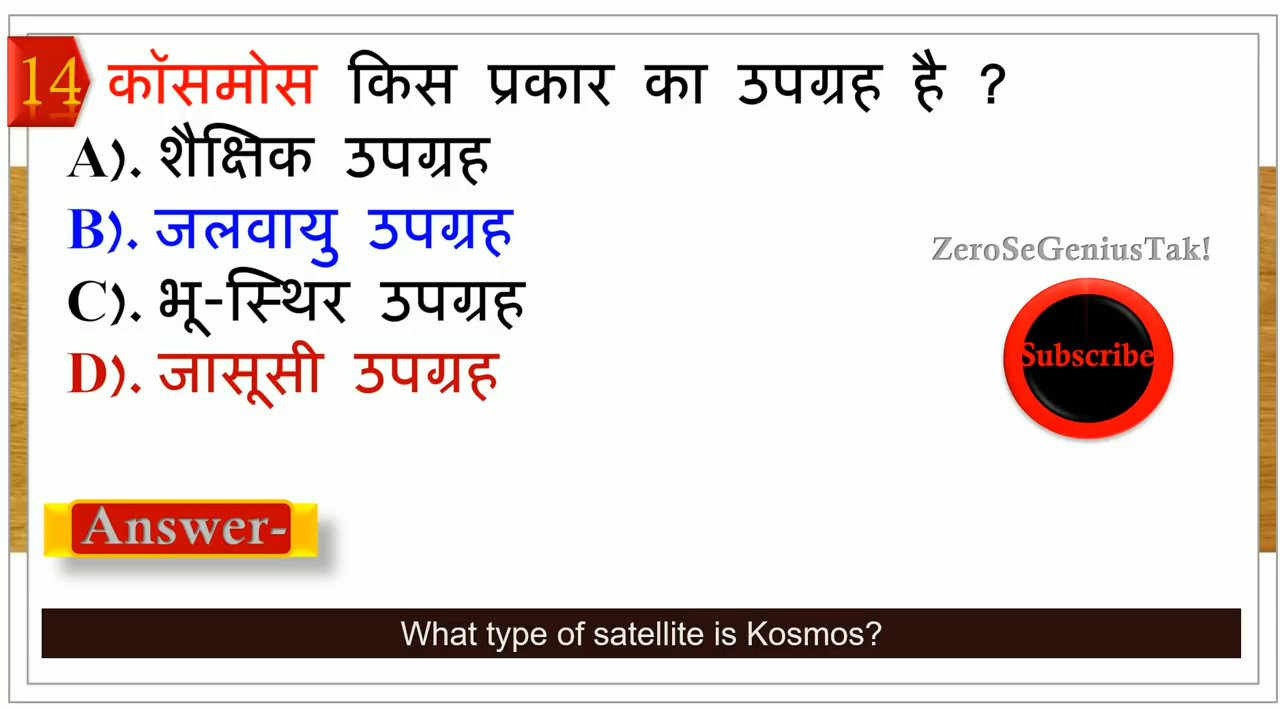 14 कॉसमोस किस प्रकार का उपग्रह है ?
A). शैक्षिक उपग्रह
B). जलवायु उपग्रह
C). भू-स्थिर उपग्रह
D). जासूसी उपग्रह
ZeroSeGeniusTak!
Subscribe
Answer-
What type of satellite is Kosmos?